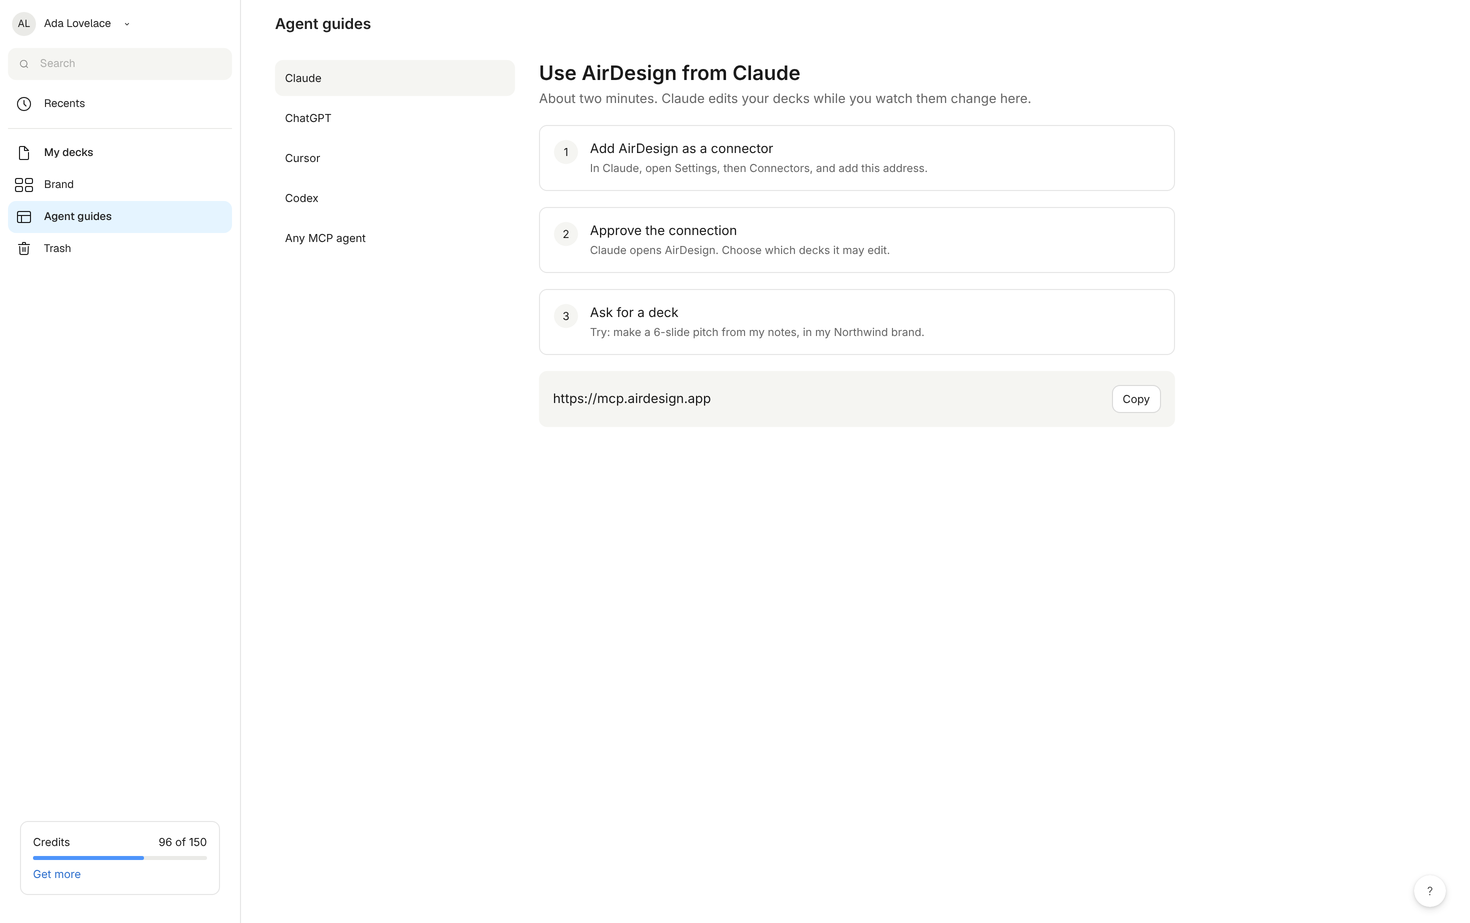 AL
Ada Lovelace
Search
Recents
My decks
Brand
Agent guides
Trash
Credits
96 of 150
Get more
Agent guides
Claude
ChatGPT
Cursor
Codex
Any MCP agent
Use AirDesign from Claude
About two minutes. Claude edits your decks while you watch them change here.
1
Add AirDesign as a connector
In Claude, open Settings, then Connectors, and add this address.
2
Approve the connection
Claude opens AirDesign. Choose which decks it may edit.
3
Ask for a deck
Try: make a 6-slide pitch from my notes, in my Northwind brand.
https://mcp.airdesign.app
Copy
?